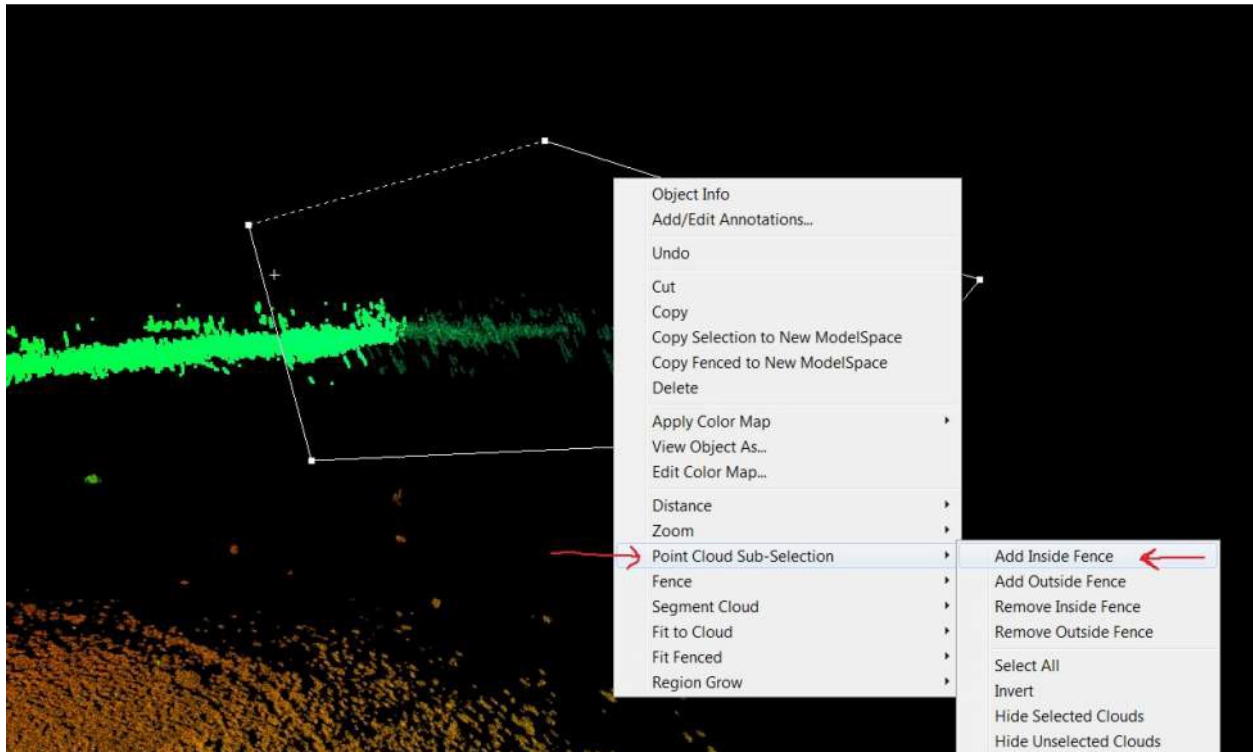 Object Info
Add/Edit Annotations...
Undo
Cut
Copy
Copy Selection to New ModelSpace
Copy Fenced to New ModelSpace
Delete
Apply Color Map
View Object As...
Edit Color Map...
Distance
Zoom
Point Cloud Sub-Selection
Fence
Segment Cloud
Fit to Cloud
Fit Fenced
Region Grow
Add Inside Fence
Add Outside Fence
Remove Inside Fence
Remove Outside Fence
Select All
Invert
Hide Selected Clouds
Hide Unselected Clouds